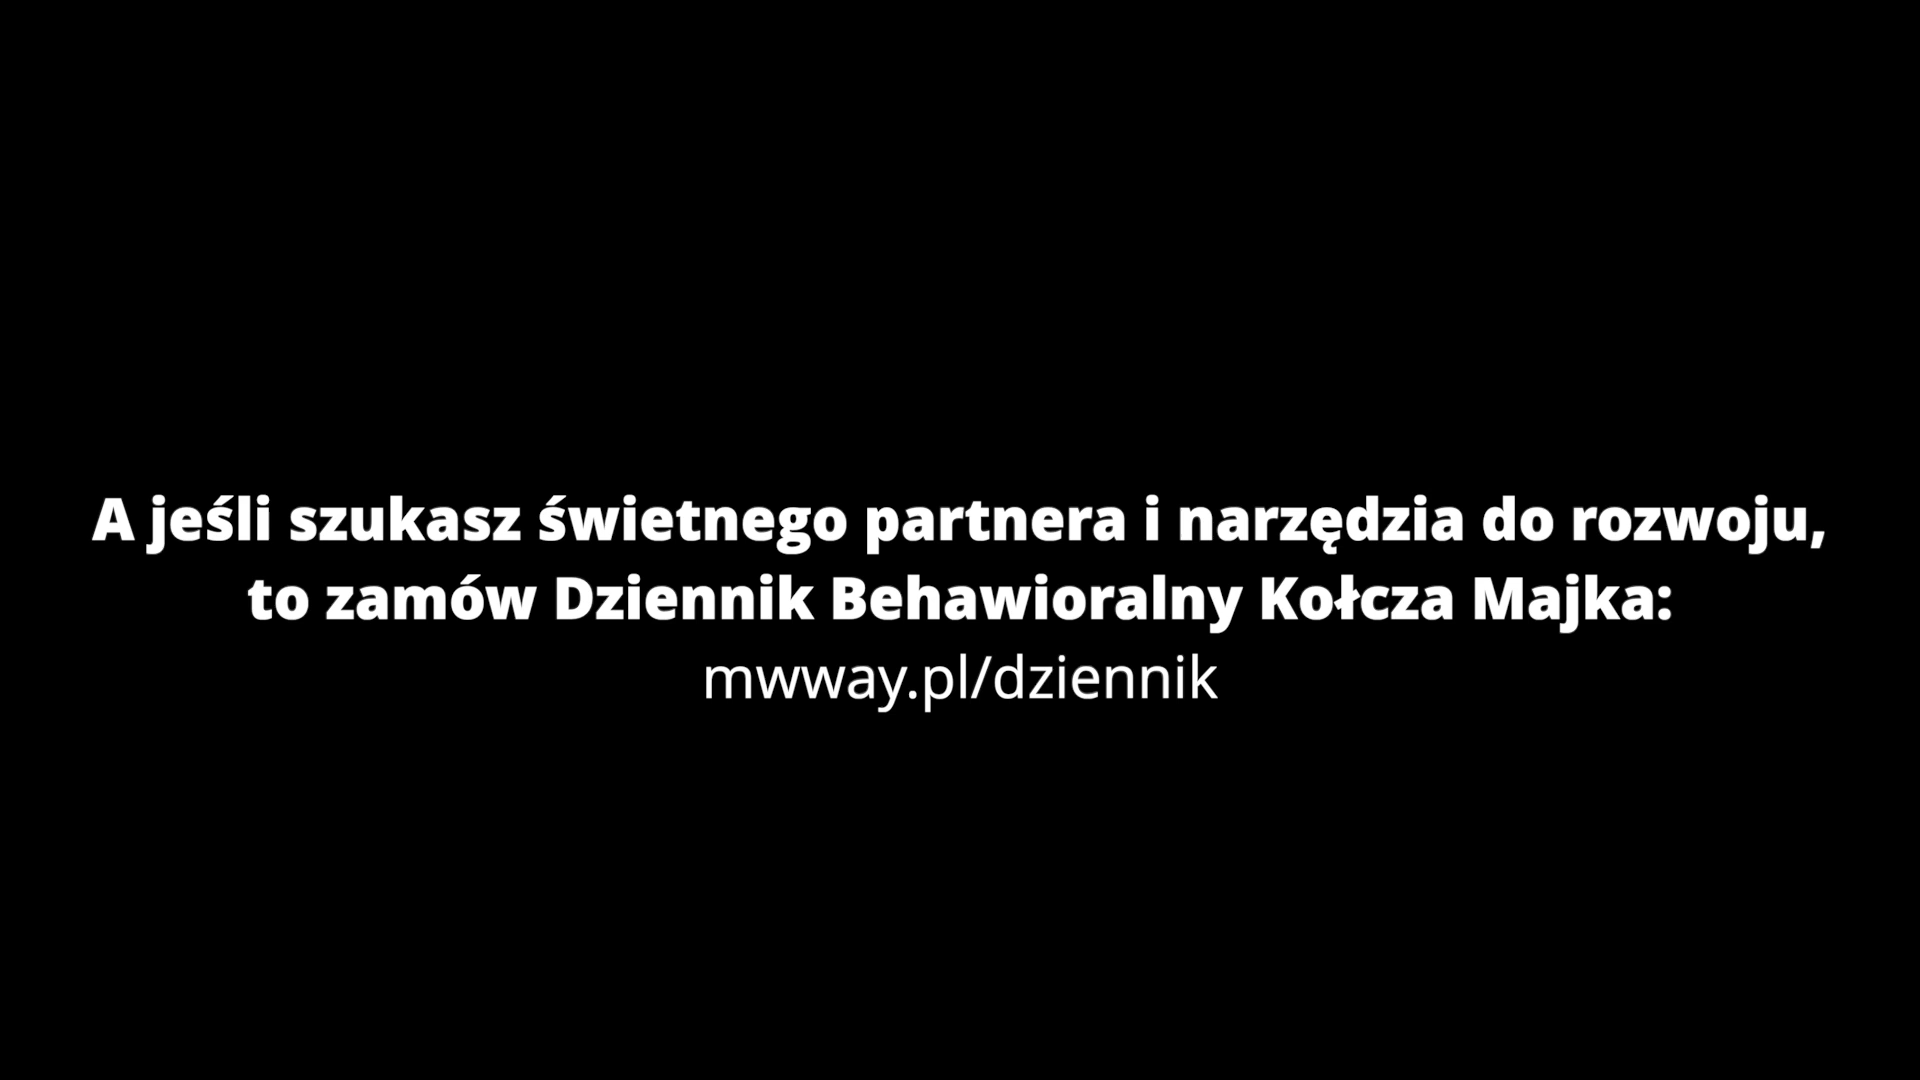 A jeśli szukasz świetnego partnera i narzędzia do rozwoju,
to zamów Dziennik Behawioralny Kołcza Majka:
mwway.pl/dziennik